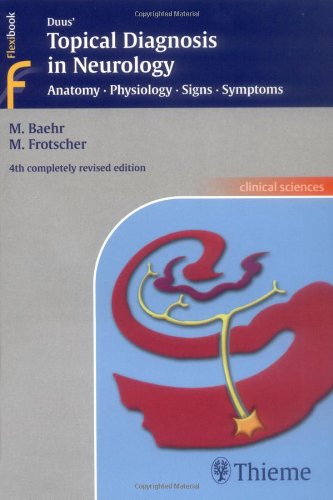 Flexibook
F
Duus'
Topical Diagnosis
in Neurology
Anatomy · Physiology · Signs · Symptoms
M. Baehr
M. Frotscher
4th completely revised edition
clinical sciences
Thieme